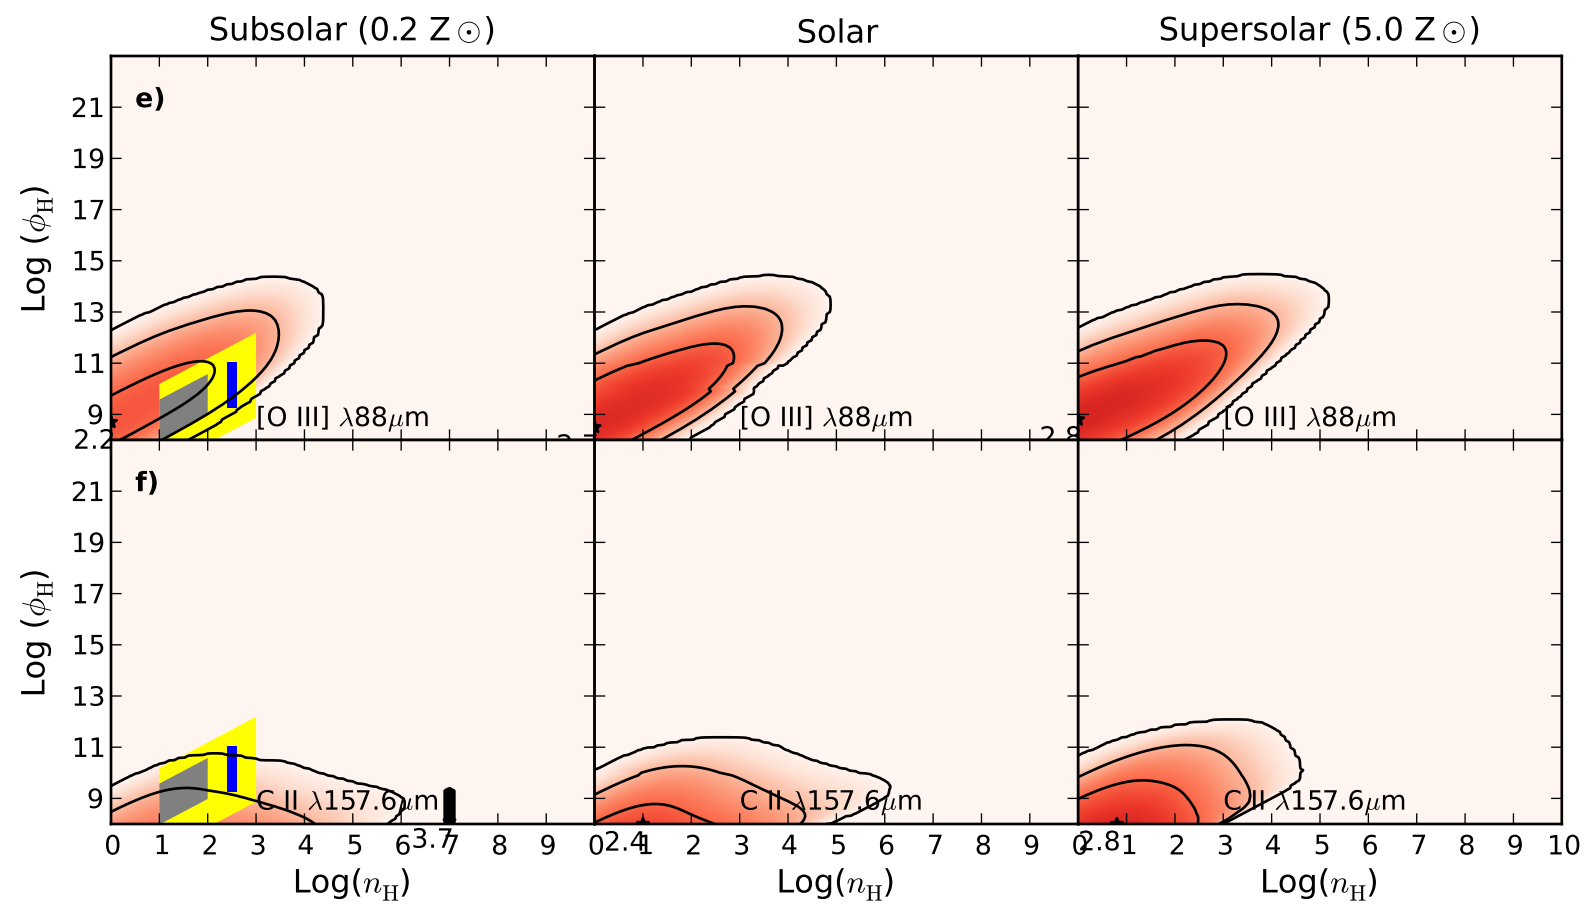 Subsolar (0.2 Z☉)
Solar
Supersolar (5.0 Z☉)
e)
21
19
17
15
13
11
9
Log (ϕH)
[O III] λ88μm
[O III] λ88μm
[O III] λ88μm
2.2
2.8
f)
21
19
17
15
13
11
9
Log (ϕH)
C II λ157.6μm
C II λ157.6μm
C II λ157.6μm
3.7
2.4
2.8
0 1 2 3 4 5 6 7 8 9
0 1 2 3 4 5 6 7 8 9
0 1 2 3 4 5 6 7 8 9 10
Log(nH)
Log(nH)
Log(nH)